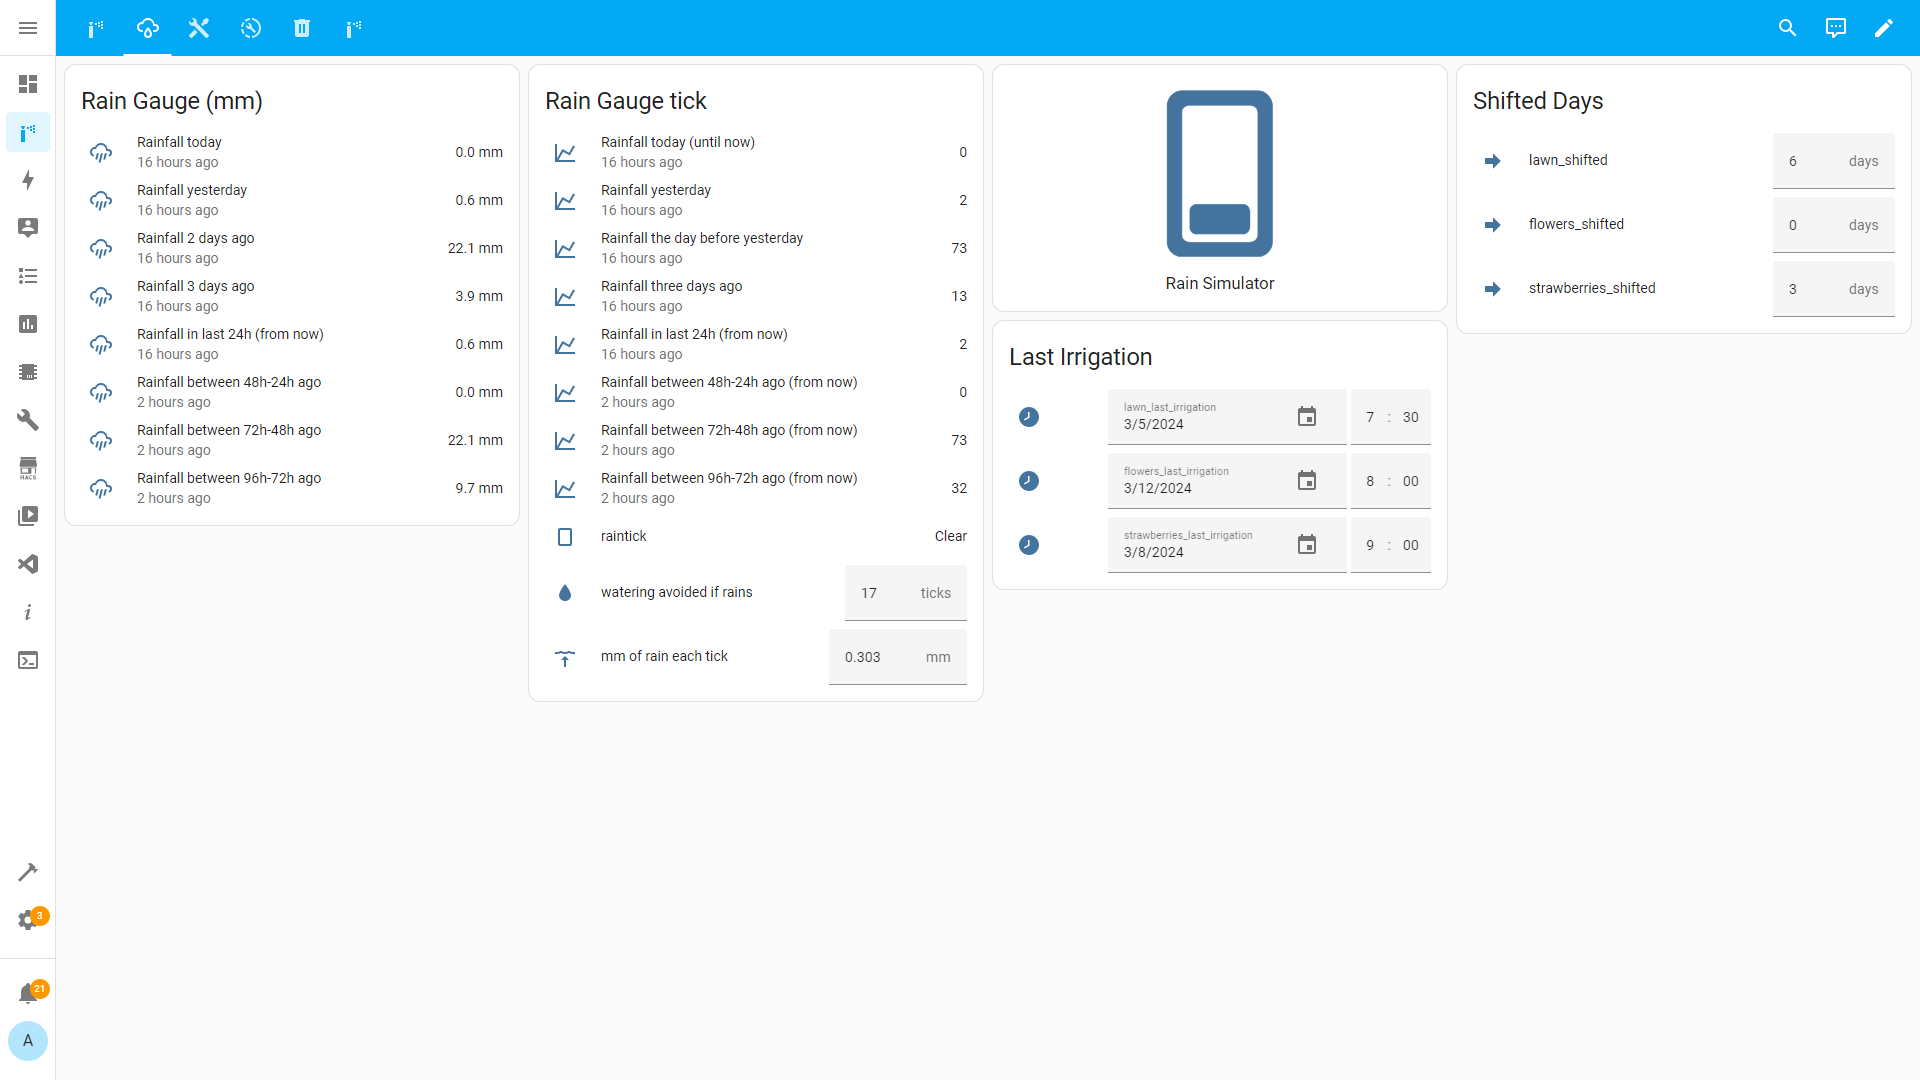 Rain Gauge (mm)
Rainfall today
16 hours ago
0.0 mm
Rainfall yesterday
16 hours ago
0.6 mm
Rainfall 2 days ago
16 hours ago
22.1 mm
Rainfall 3 days ago
16 hours ago
3.9 mm
Rainfall in last 24h (from now)
16 hours ago
0.6 mm
Rainfall between 48h-24h ago
2 hours ago
0.0 mm
Rainfall between 72h-48h ago
2 hours ago
22.1 mm
Rainfall between 96h-72h ago
2 hours ago
9.7 mm
Rain Gauge tick
Rainfall today (until now)
16 hours ago
0
Rainfall yesterday
16 hours ago
2
Rainfall the day before yesterday
16 hours ago
73
Rainfall three days ago
16 hours ago
13
Rainfall in last 24h (from now)
16 hours ago
2
Rainfall between 48h-24h ago (from now)
2 hours ago
0
Rainfall between 72h-48h ago (from now)
2 hours ago
73
Rainfall between 96h-72h ago (from now)
2 hours ago
32
raintick
Clear
watering avoided if rains
17 ticks
mm of rain each tick
0.303 mm
Rain Simulator
Last Irrigation
lawn_last_irrigation
3/5/2024
7 : 30
flowers_last_irrigation
3/12/2024
8 : 00
strawberries_last_irrigation
3/8/2024
9 : 00
Shifted Days
lawn_shifted
6 days
flowers_shifted
0 days
strawberries_shifted
3 days
HACS
3
21
A